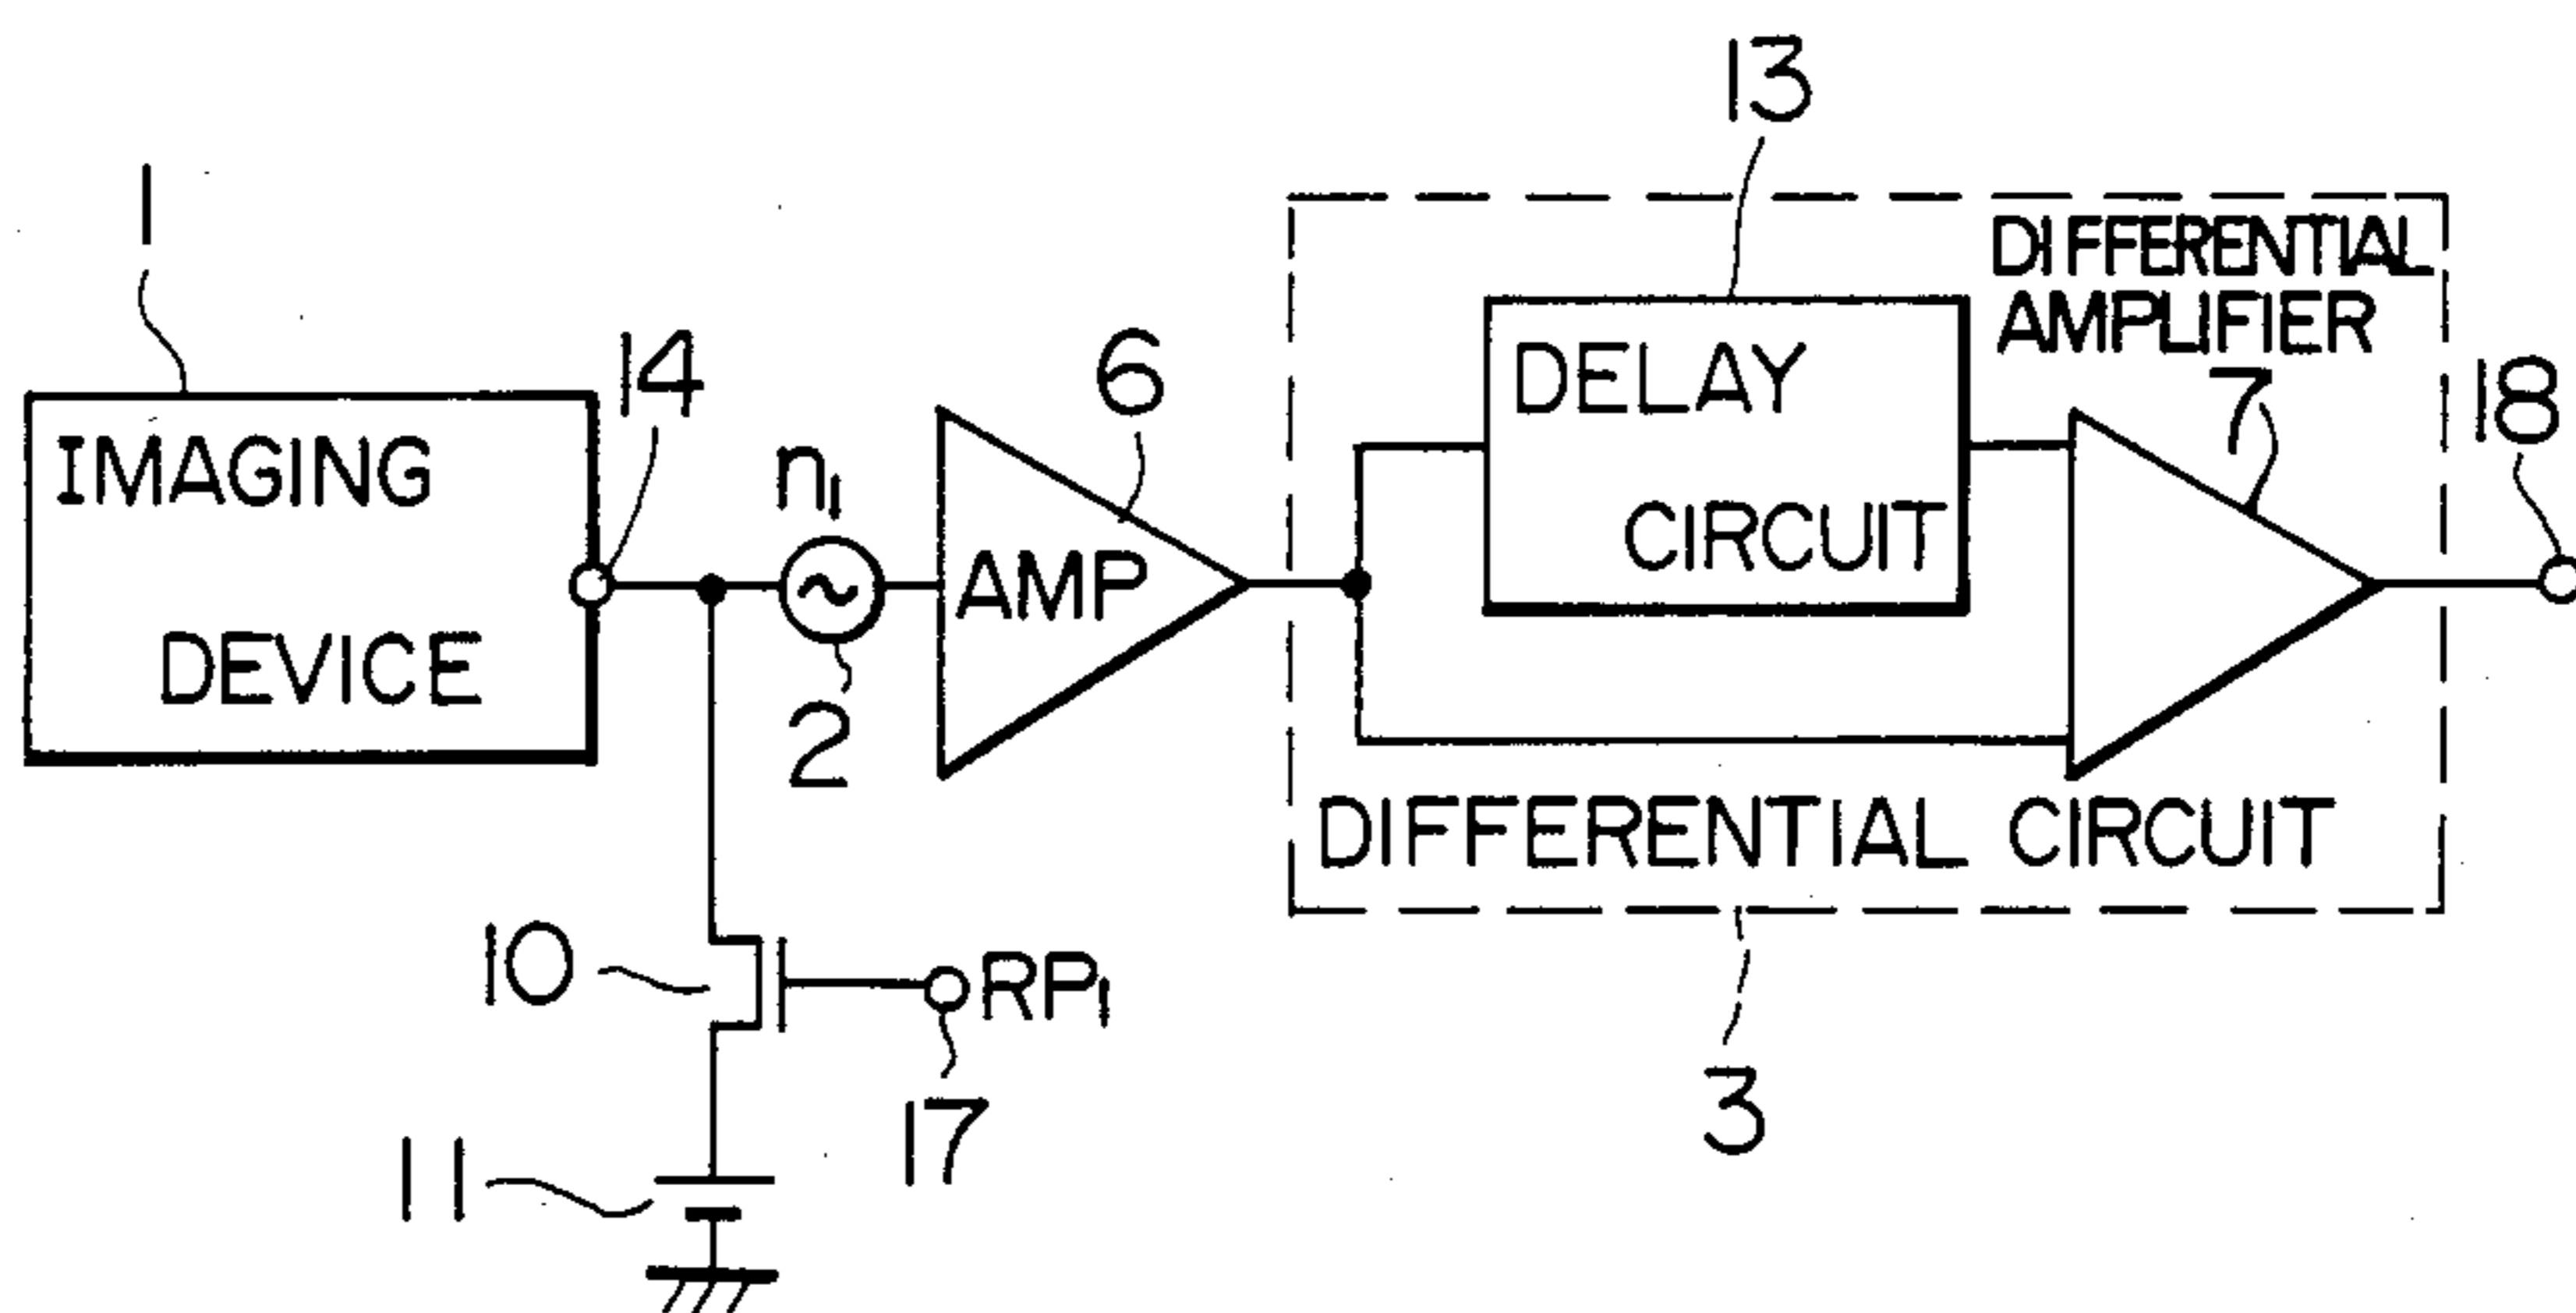 13
1
DIFFERENTIAL
AMPLIFIER
14
6
7
18
IMAGING
DEVICE
n₁
DELAY
CIRCUIT
AMP
2
DIFFERENTIAL CIRCUIT
10
RP₁
17
3
11